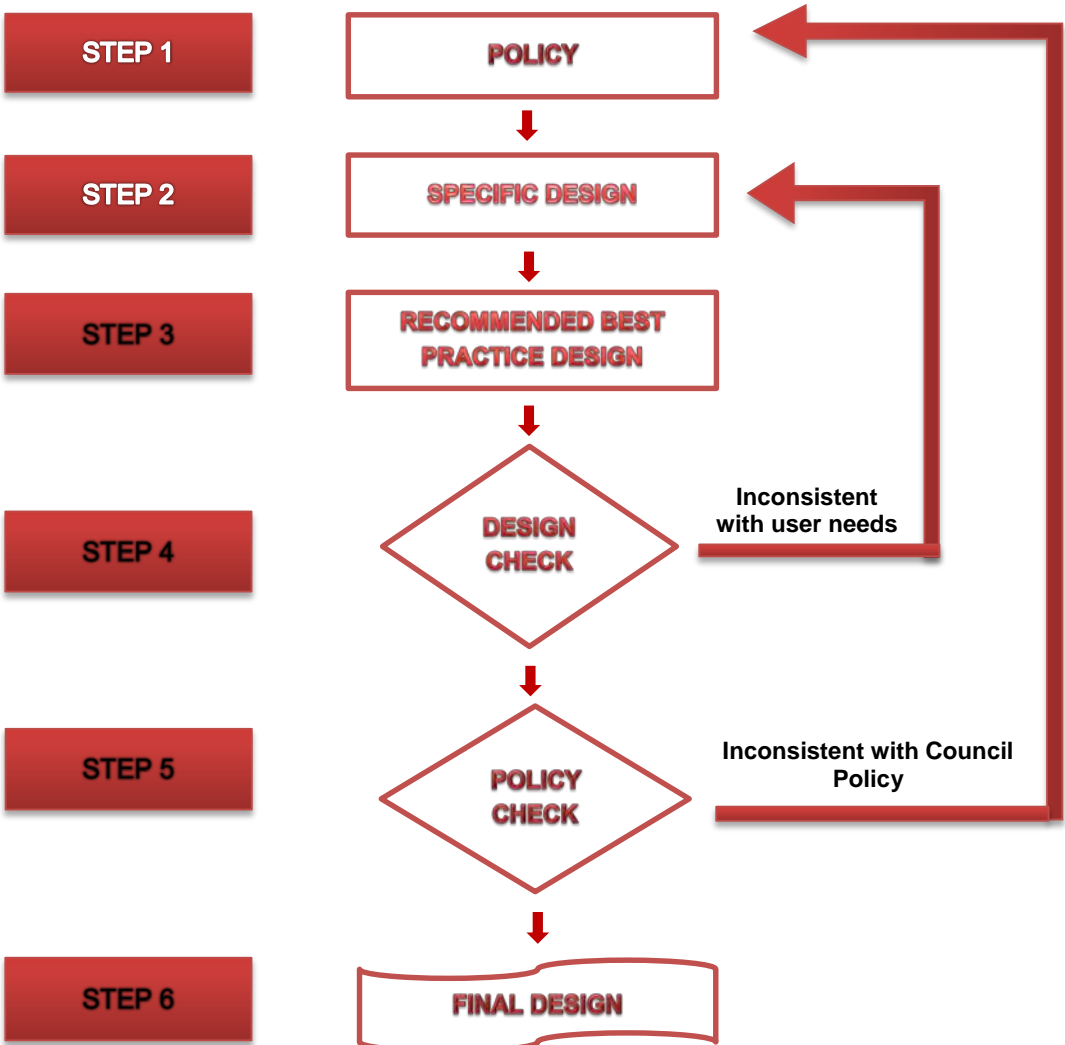 STEP 1
POLICY
STEP 2
SPECIFIC DESIGN
STEP 3
RECOMMENDED BEST
PRACTICE DESIGN
STEP 4
DESIGN
CHECK
Inconsistent
with user needs
STEP 5
POLICY
CHECK
Inconsistent with Council
Policy
STEP 6
FINAL DESIGN